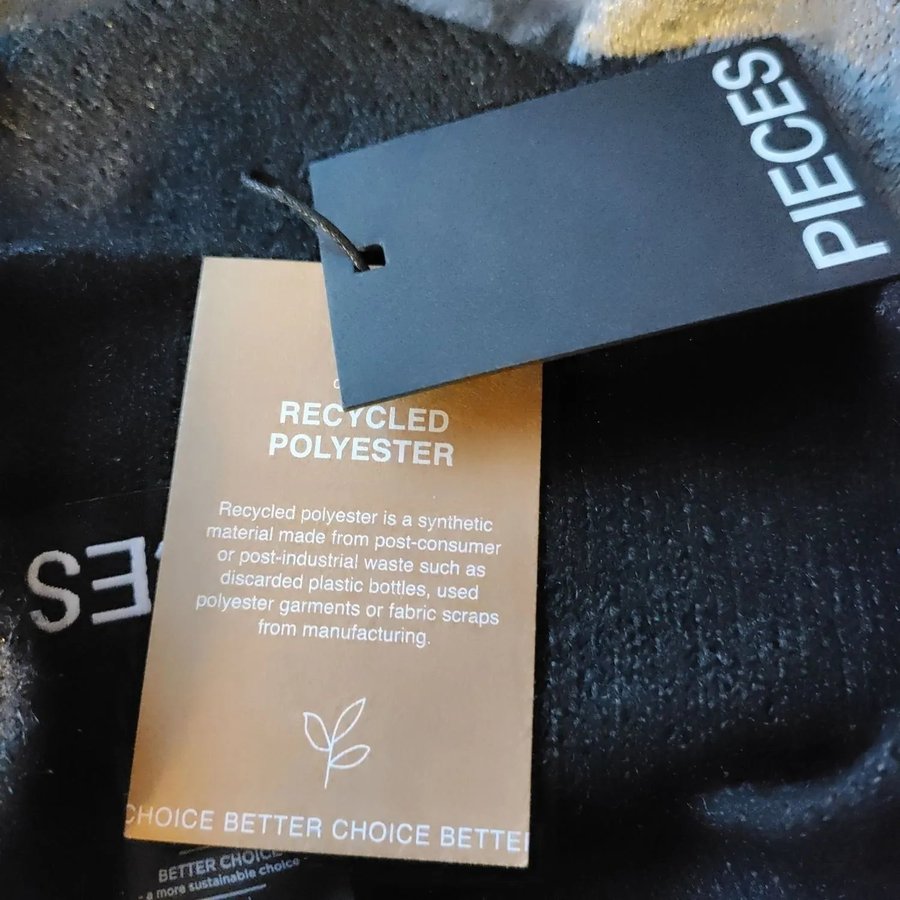 PIECES
RECYCLED
POLYESTER
Recycled polyester is a synthetic
material made from post-consumer
or post-industrial waste such as
discarded plastic bottles, used
polyester garments or fabric scraps
from manufacturing.
CHOICE BETTER CHOICE BETTER
ES
BETTER CHOICE
- a more sustainable choice -